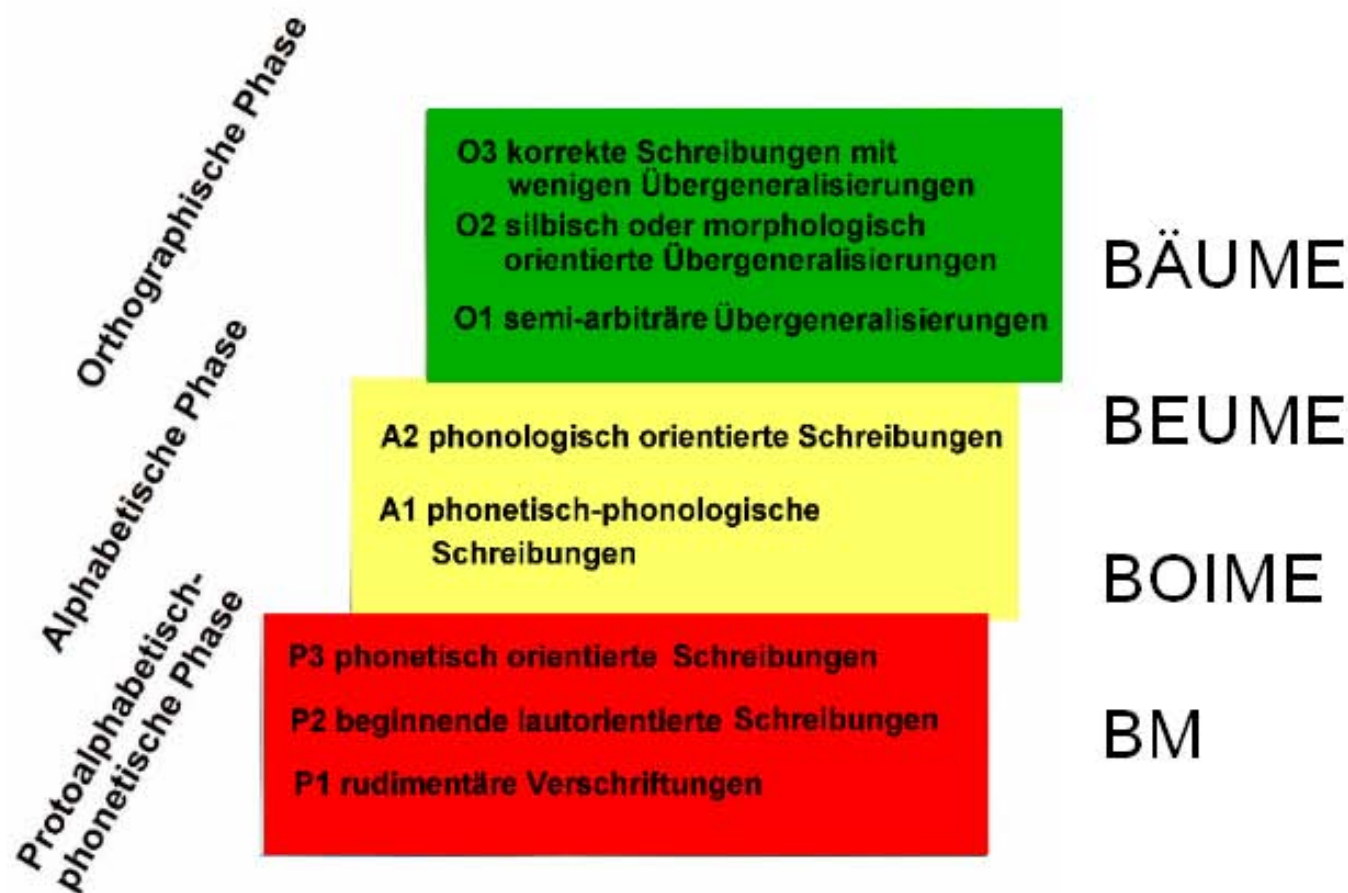 Orthographische Phase
O3 korrekte Schreibungen mit
wenigen Übergeneralisierungen
O2 silbisch oder morphologisch
orientierte Übergeneralisierungen
O1 semi-arbiträre Übergeneralisierungen
BÄUME
Alphabetische Phase
A2 phonologisch orientierte Schreibungen
A1 phonetisch-phonologische
Schreibungen
BEUME
BOIME
Protoalphabetisch-
phonetische Phase
P3 phonetisch orientierte Schreibungen
P2 beginnende lautorientierte Schreibungen
P1 rudimentäre Verschriftungen
BM